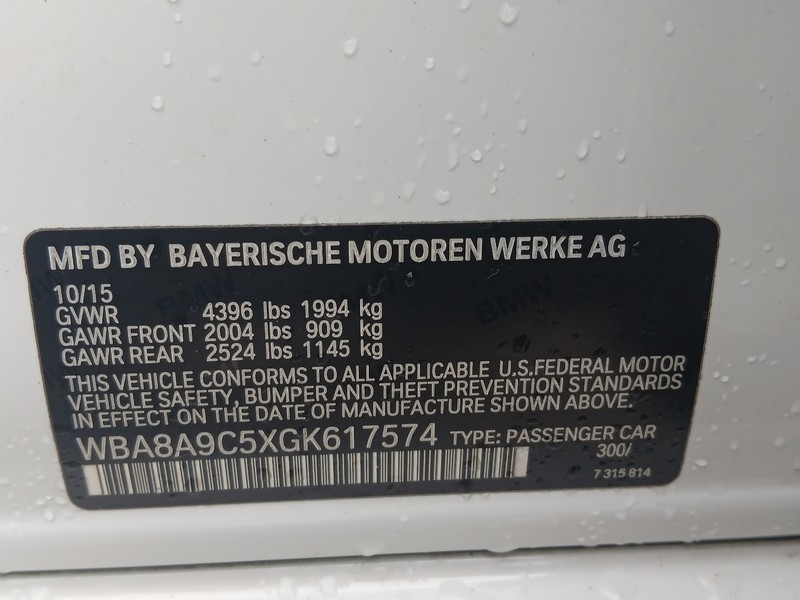 MFD BY BAYERISCHE MOTOREN WERKE AG
10/15
GVWR 4396 lbs 1994 kg
GAWR FRONT 2004 lbs 909 kg
GAWR REAR 2524 lbs 1145 kg
THIS VEHICLE CONFORMS TO ALL APPLICABLE U.S.FEDERAL MOTOR
VEHICLE SAFETY, BUMPER AND THEFT PREVENTION STANDARDS
IN EFFECT ON THE DATE OF MANUFACTURE SHOWN ABOVE.
WBA8A9C5XGK617574 TYPE: PASSENGER CAR
300/
7 315 814
BMW
BMW